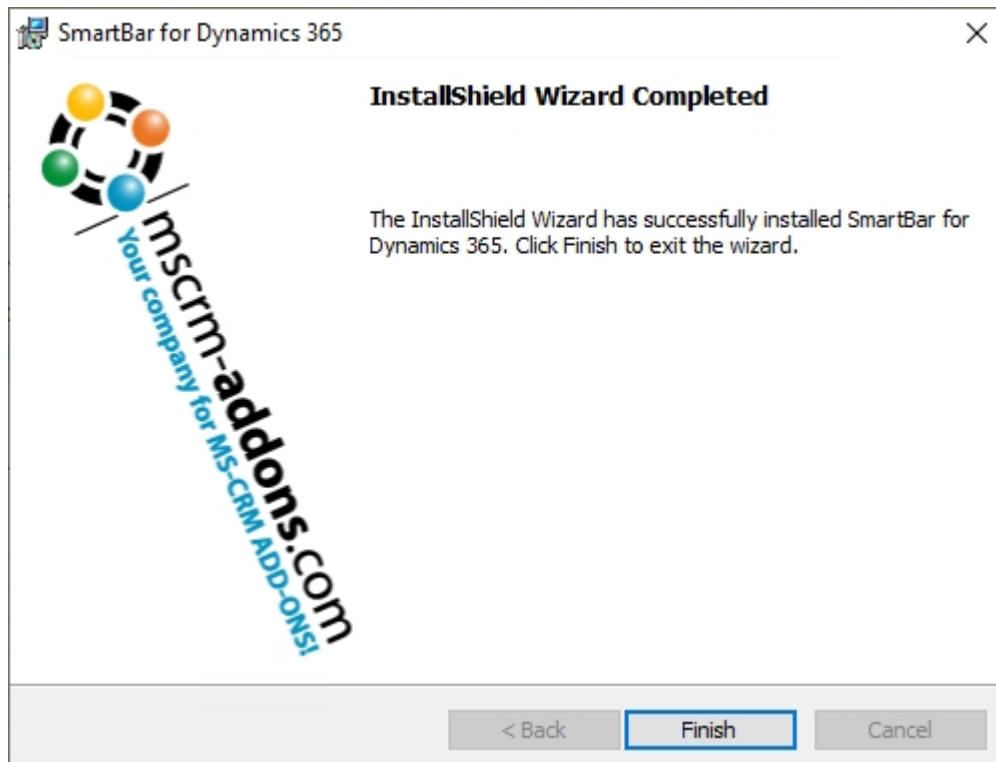 SmartBar for Dynamics 365
InstallShield Wizard Completed
The InstallShield Wizard has successfully installed SmartBar for
Dynamics 365. Click Finish to exit the wizard.
mscrm-addons.com
Your company for MS-CRM ADD-ONS!
< Back
Finish
Cancel